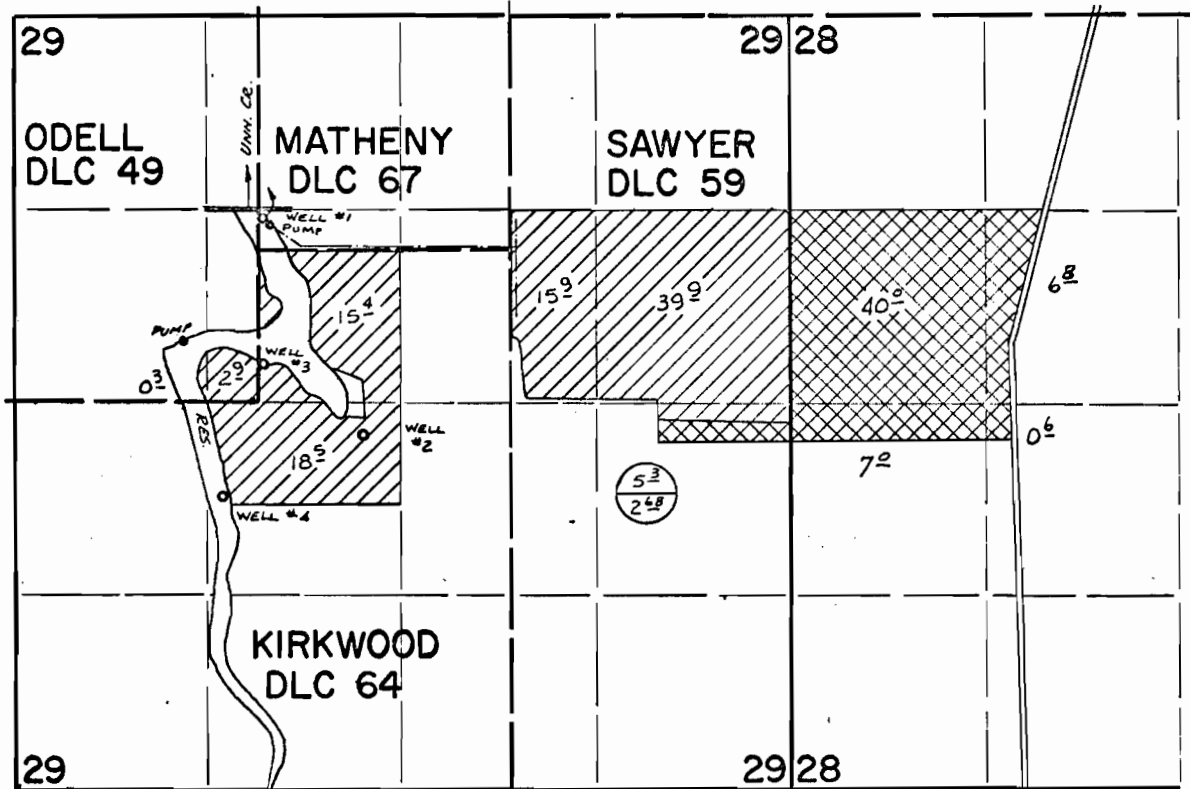 29
29 28
UNN. CR.
ODELL
DLC 49
MATHENY
DLC 67
SAWYER
DLC 59
WELL #1
PUMP
15 4
15 9
39 9
40 0
6 8
PUMP
WELL #3
0 3
2 9
RES.
WELL #2
18 5
0 6
7 0
5 3
2 68
WELL #4
KIRKWOOD
DLC 64
29
29 28